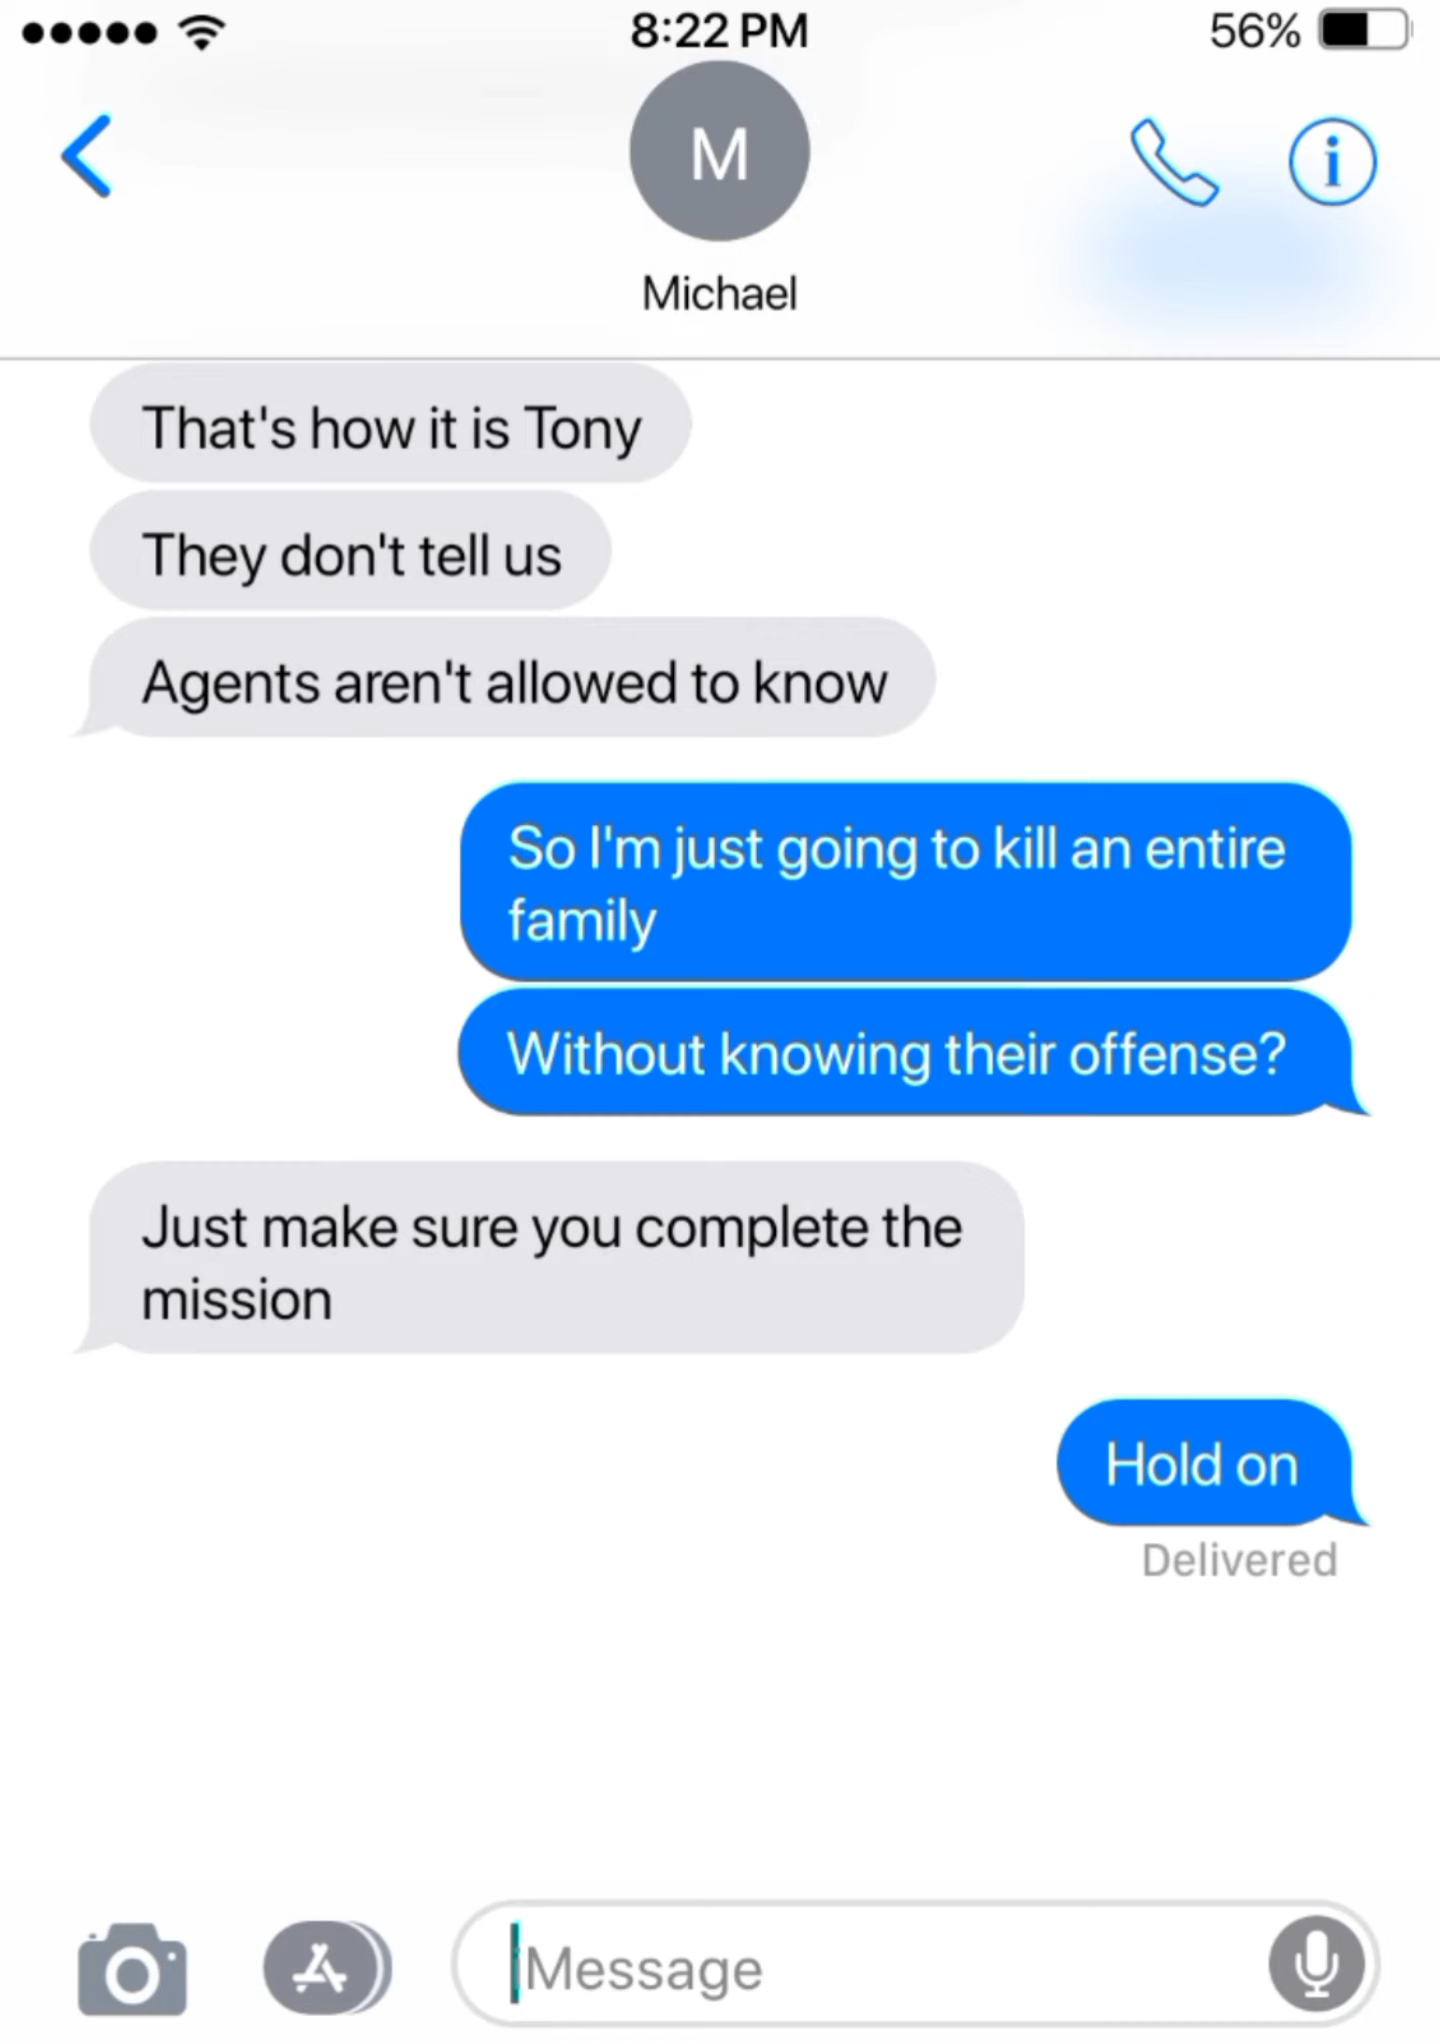 8:22 PM
56%
M
Michael
That's how it is Tony
They don't tell us
Agents aren't allowed to know
So I'm just going to kill an entire
family
Without knowing their offense?
Just make sure you complete the
mission
Hold on
Delivered
Message